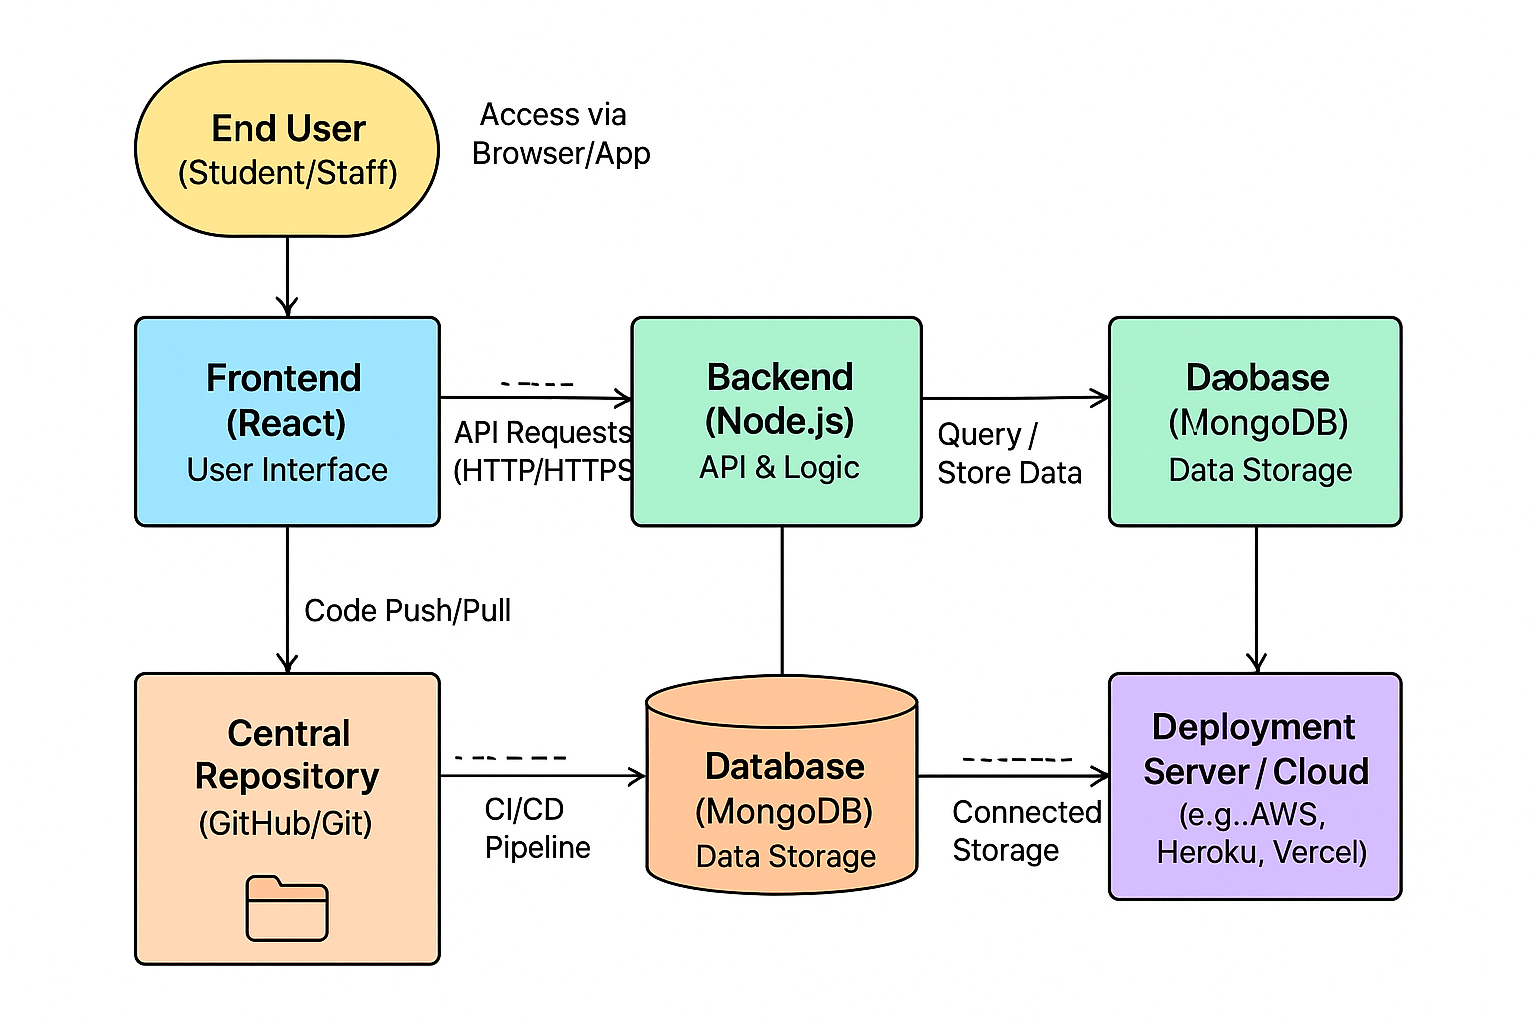 End User
(Student/Staff)
Access via
Browser/App
Frontend
(React)
User Interface
API Requests
(HTTP/HTTPS
Backend
(Node.js)
API & Logic
Query /
Store Data
Daobase
(MongoDB)
Data Storage
Code Push/Pull
Central
Repository
(GitHub/Git)
CI/CD
Pipeline
Database
(MongoDB)
Data Storage
Connected
Storage
Deployment
Server / Cloud
(e.g..AWS,
Heroku, Vercel)